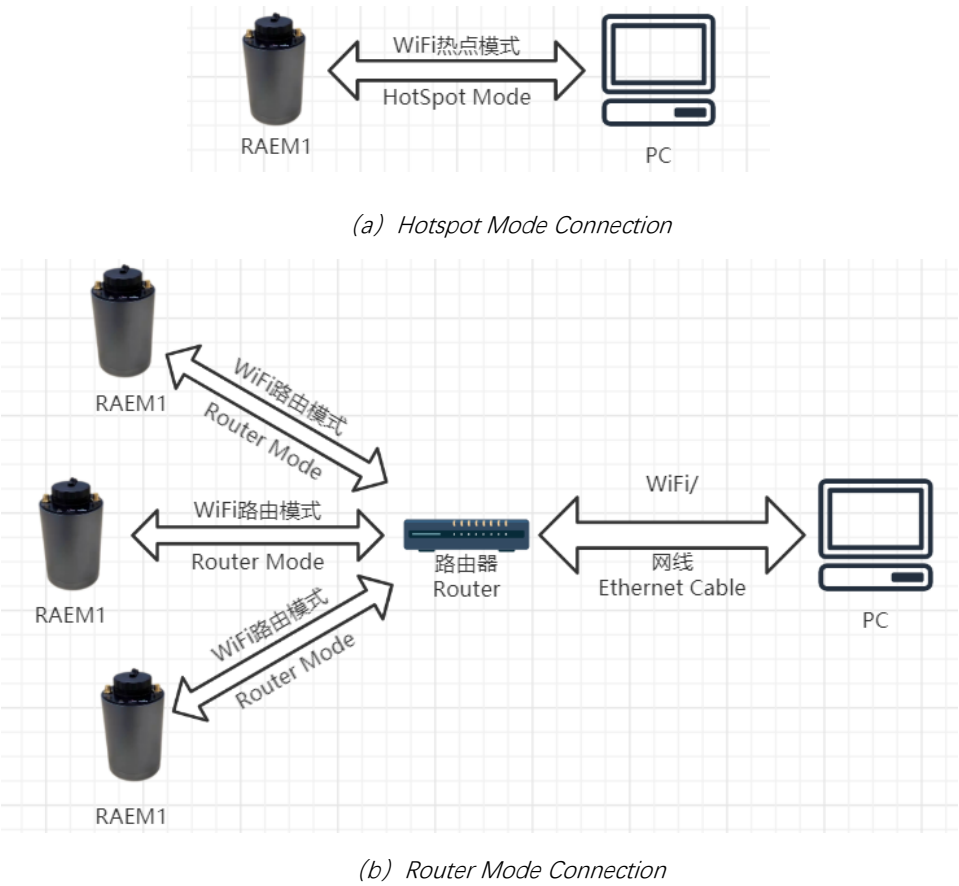 WiFi热点模式
HotSpot Mode
RAEM1
PC
(a) Hotspot Mode Connection
RAEM1
WiFi路由模式
Router Mode
WiFi路由模式
Router Mode
RAEM1
WiFi/
网线
Ethernet Cable
路由器
Router
PC
WiFi路由模式
Router Mode
RAEM1
(b) Router Mode Connection